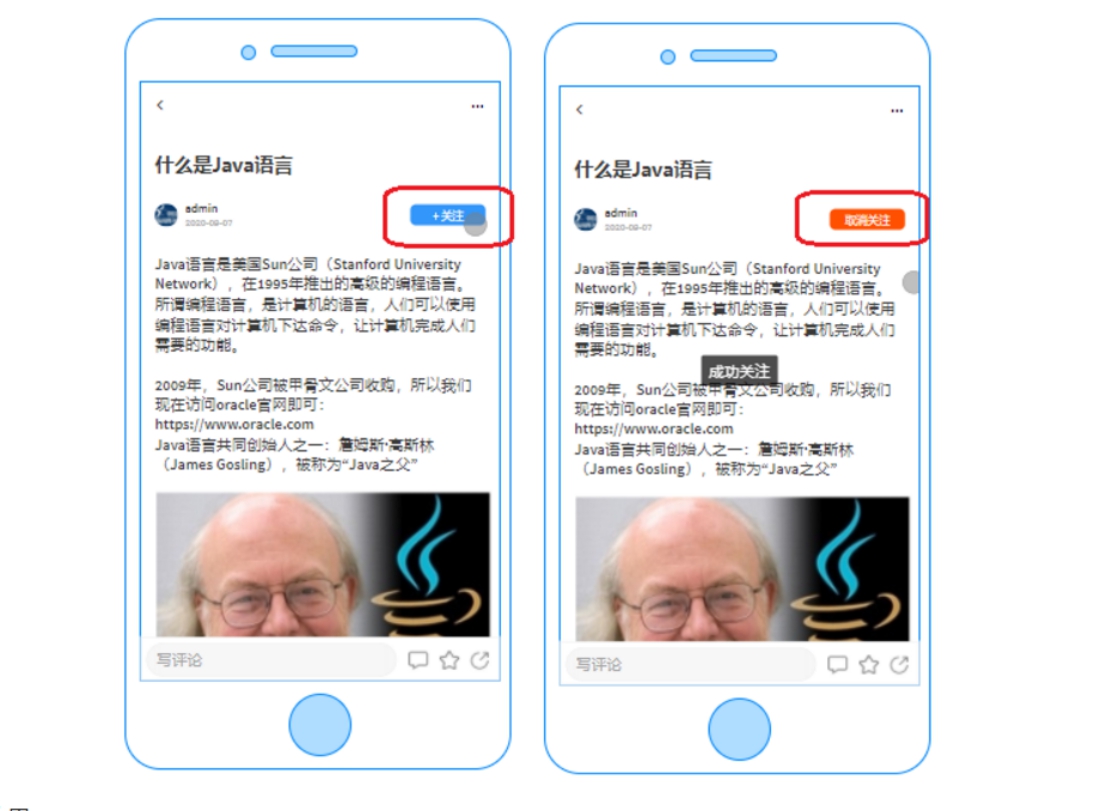 什么是Java语言
admin
2020-09-07
+关注
Java语言是美国Sun公司（Stanford University
Network），在1995年推出的高级的编程语言。
所谓编程语言，是计算机的语言，人们可以使用
编程语言对计算机下达命令，让计算机完成人们
需要的功能。
2009年，Sun公司被甲骨文公司收购，所以我们
现在访问oracle官网即可：
https://www.oracle.com
Java语言共同创始人之一：詹姆斯·高斯林
（James Gosling），被称为“Java之父”
写评论
什么是Java语言
admin
2020-09-07
取消关注
Java语言是美国Sun公司（Stanford University
Network），在1995年推出的高级的编程语言。
所谓编程语言，是计算机的语言，人们可以使用
编程语言对计算机下达命令，让计算机完成人们
需要的功能。
成功关注
2009年，Sun公司被甲骨文公司收购，所以我们
现在访问oracle官网即可：
https://www.oracle.com
Java语言共同创始人之一：詹姆斯·高斯林
（James Gosling），被称为“Java之父”
写评论